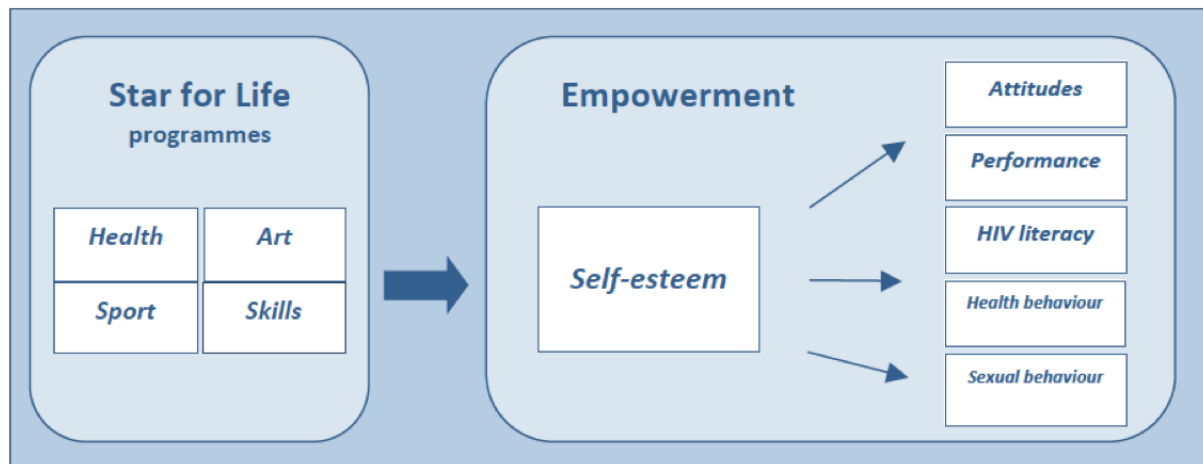 Star for Life
programmes
Health
Art
Sport
Skills
Empowerment
Self-esteem
Attitudes
Performance
HIV literacy
Health behaviour
Sexual behaviour